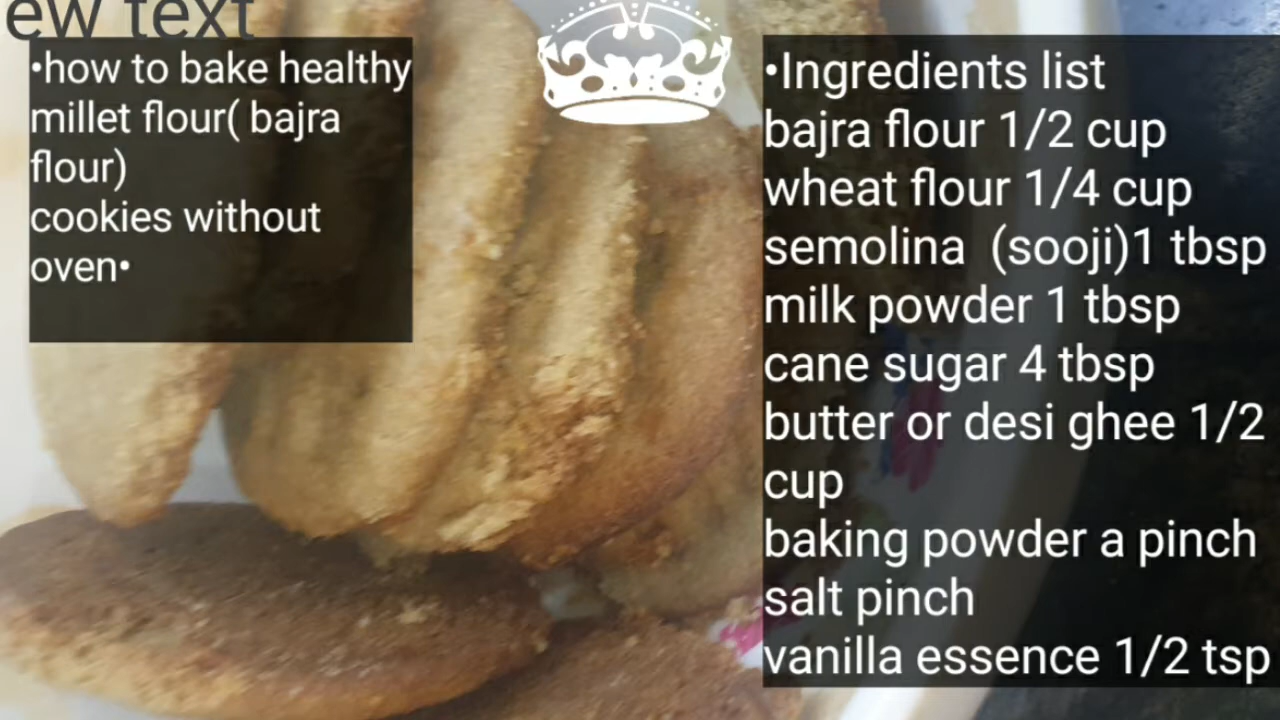 ew text
•how to bake healthy
millet flour( bajra
flour)
cookies without
oven•
•Ingredients list
bajra flour 1/2 cup
wheat flour 1/4 cup
semolina  (sooji)1 tbsp
milk powder 1 tbsp
cane sugar 4 tbsp
butter or desi ghee 1/2
cup
baking powder a pinch
salt pinch
vanilla essence 1/2 tsp